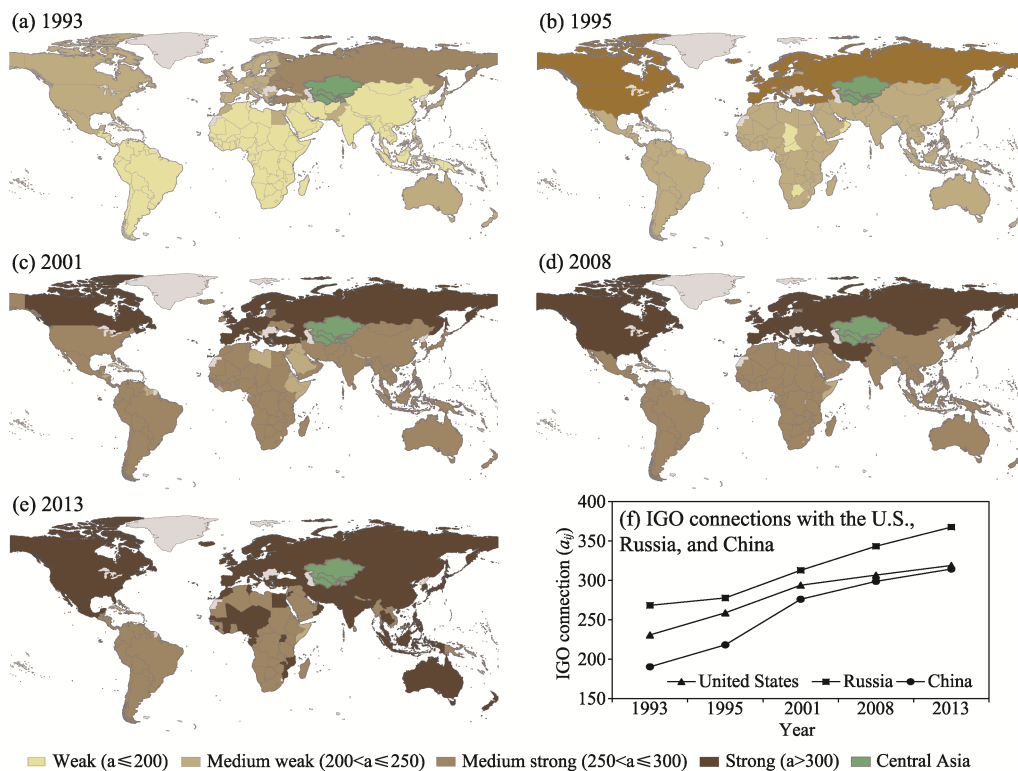 (a) 1993
(b) 1995
(c) 2001
(d) 2008
(e) 2013
(f) IGO connections with the U.S.,
Russia, and China
IGO connection (aij)
400
350
300
250
200
150
United States
Russia
China
1993
1995
2001
2008
2013
Year
Weak (a⩽200)
Medium weak (200<a⩽250)
Medium strong (250<a⩽300)
Strong (a>300)
Central Asia